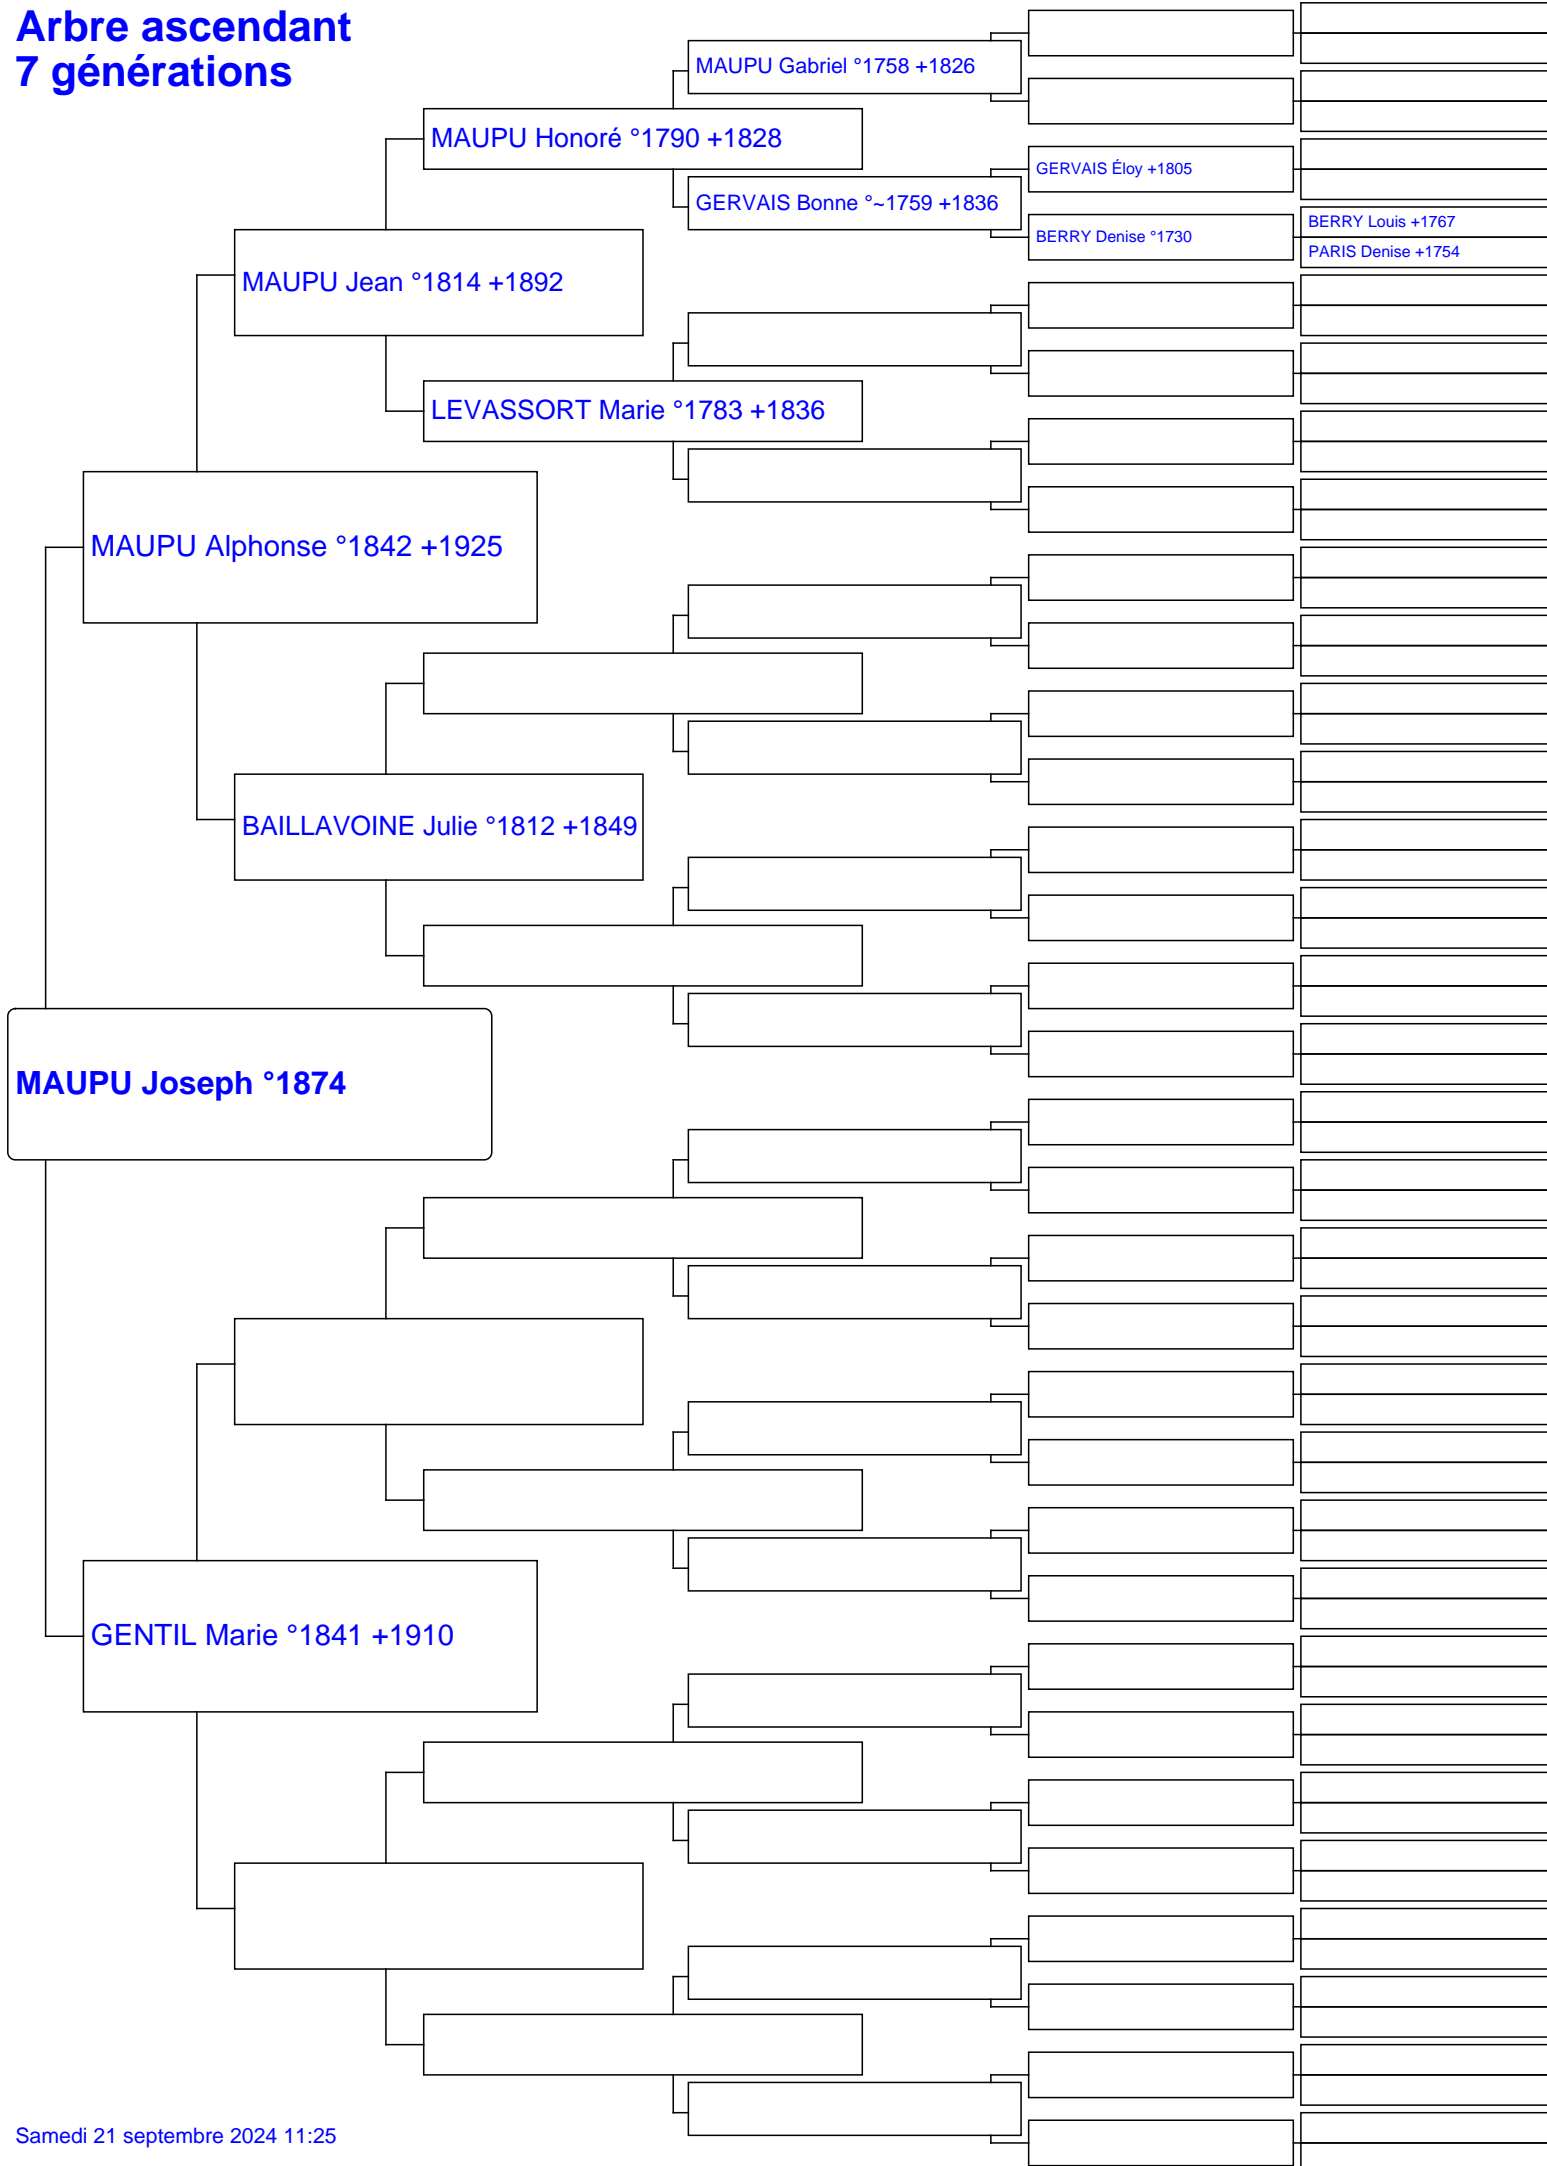 Arbre ascendant
7 générations
MAUPU Gabriel °1758 +1826
MAUPU Honoré °1790 +1828
GERVAIS Éloy +1805
GERVAIS Bonne °~1759 +1836
BERRY Louis +1767
BERRY Denise °1730
PARIS Denise +1754
MAUPU Jean °1814 +1892
LEVASSORT Marie °1783 +1836
MAUPU Alphonse °1842 +1925
BAILLAVOINE Julie °1812 +1849
MAUPU Joseph °1874
GENTIL Marie °1841 +1910
Samedi 21 septembre 2024 11:25